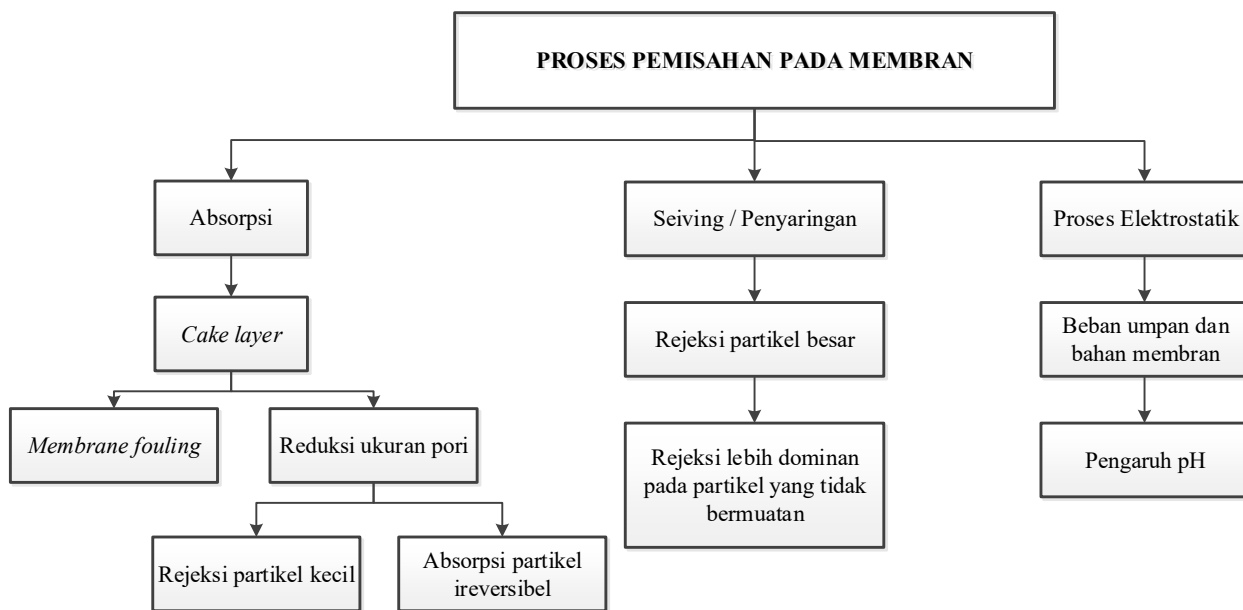 PROSES PEMISAHAN PADA MEMBRAN
Absorpsi
Seiving / Penyaringan
Proses Elektrostatik
Cake layer
Rejeksi partikel besar
Beban umpan dan
bahan membran
Membrane fouling
Reduksi ukuran pori
Rejeksi lebih dominan
pada partikel yang tidak
bermuatan
Pengaruh pH
Rejeksi partikel kecil
Absorpsi partikel
ireversibel